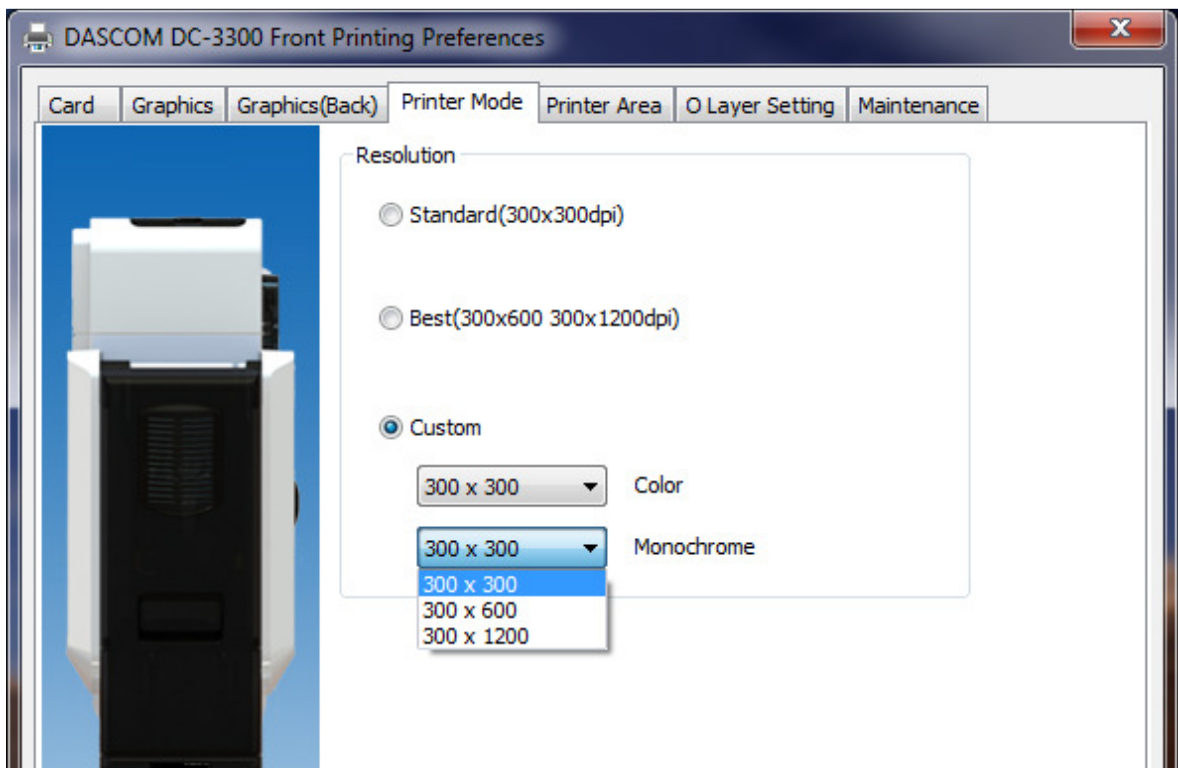 DASCOM DC-3300 Front Printing Preferences
Card Graphics Graphics(Back) Printer Mode Printer Area O Layer Setting Maintenance
Resolution
Standard(300x300dpi)
Best(300x600 300x1200dpi)
Custom
300 x 300 Color
300 x 300 Monochrome
300 x 300
300 x 600
300 x 1200